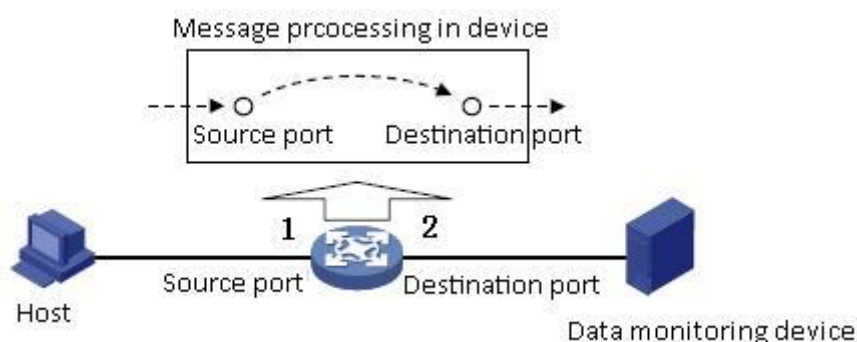 Message prcocessing in device
Source port
Destination port
1
2
Source port
Destination port
Host
Data monitoring device